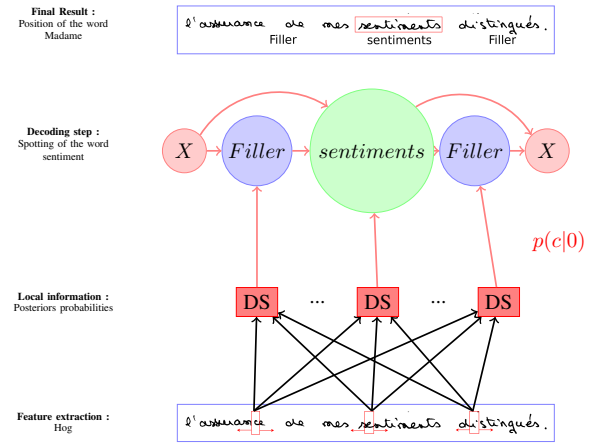 Final Result :
Position of the word
Madame
l'assurance de mes sentiments distingués.
Filler sentiments Filler
Decoding step :
Spotting of the word
sentiment
X Filler sentiments Filler X
p(c|0)
Local information :
Posteriors probabilities
DS ... DS ... DS
Feature extraction :
Hog
l'assurance de mes sentiments distingués.